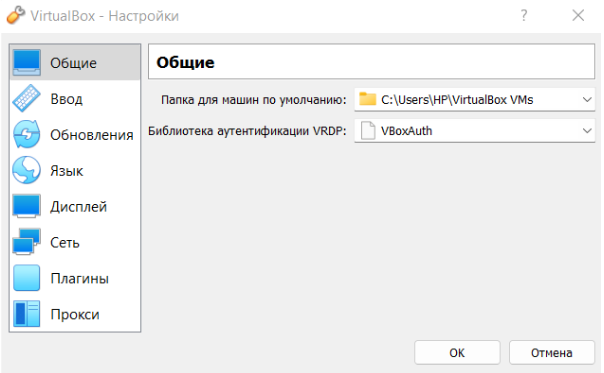 VirtualBox - Настройки
?
Общие
Ввод
Обновления
Язык
Дисплей
Сеть
Плагины
Прокси
Общие
Папка для машин по умолчанию: C:\Users\HP\VirtualBox VMs
Библиотека аутентификации VRDP: VBoxAuth
OK Отмена